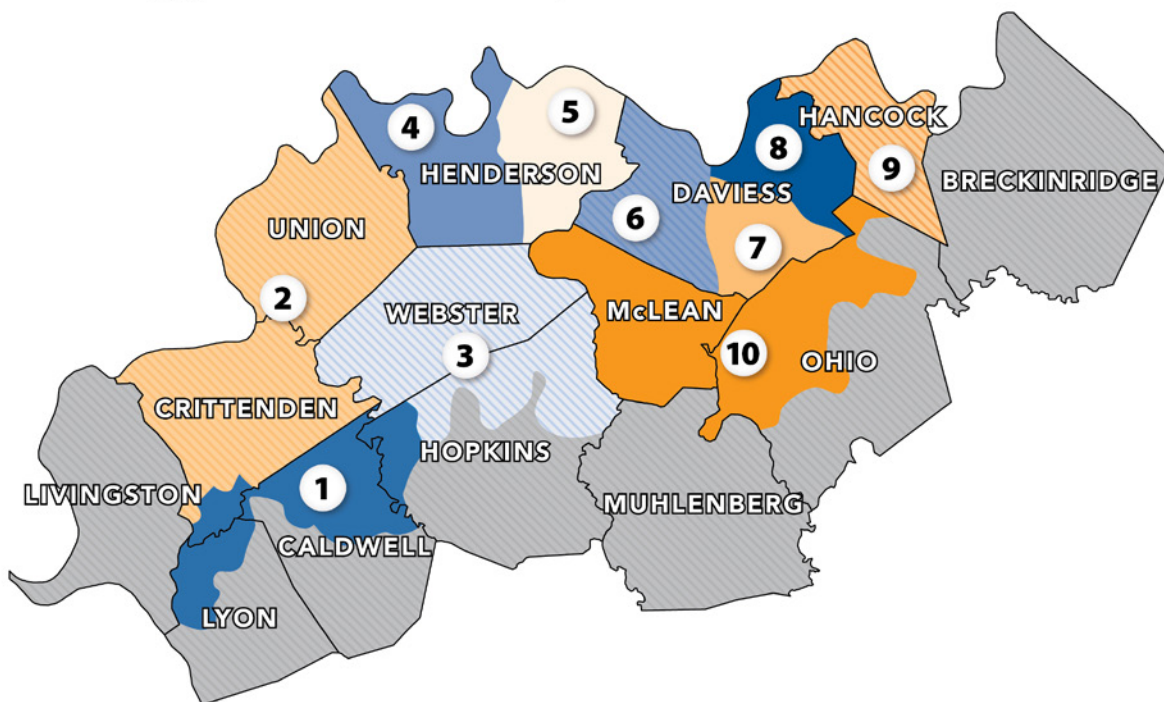 5
4
HANCOCK
8
HENDERSON
9
DAVIESS
BRECKINRIDGE
6
UNION
7
2
WEBSTER
McLEAN
3
10
OHIO
CRITTENDEN
HOPKINS
1
LIVINGSTON
MUHLENBERG
CALDWELL
LYON